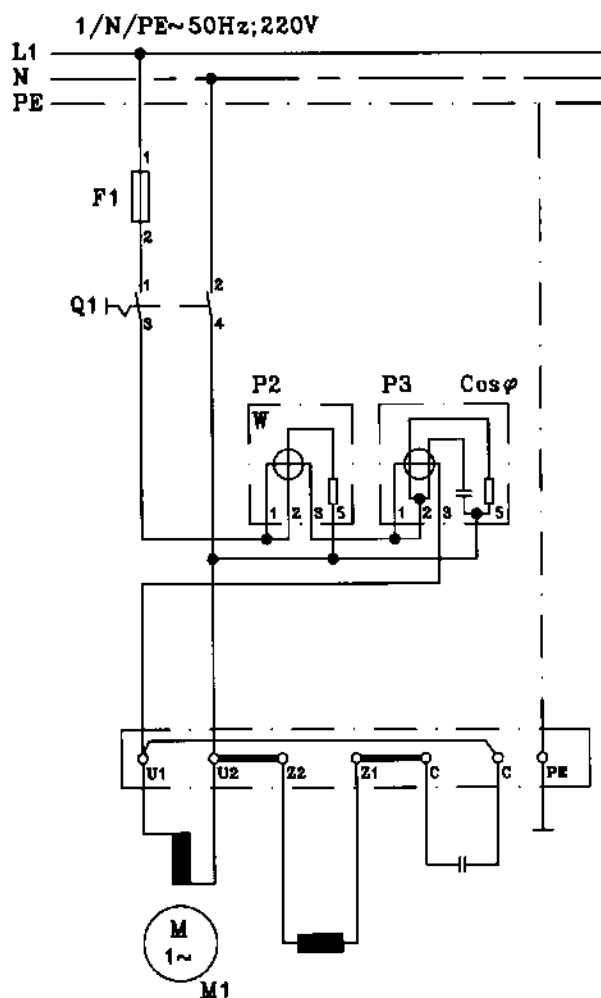 1/N/PE~50Hz;220V
L1
N
PE
1
F1
2
1 2
Q1
3 4
P2 P3 Cosφ
W
1 2 3 5 1 2 3 5
U1 U2 Z2 Z1 C C PE
M
1~
M1